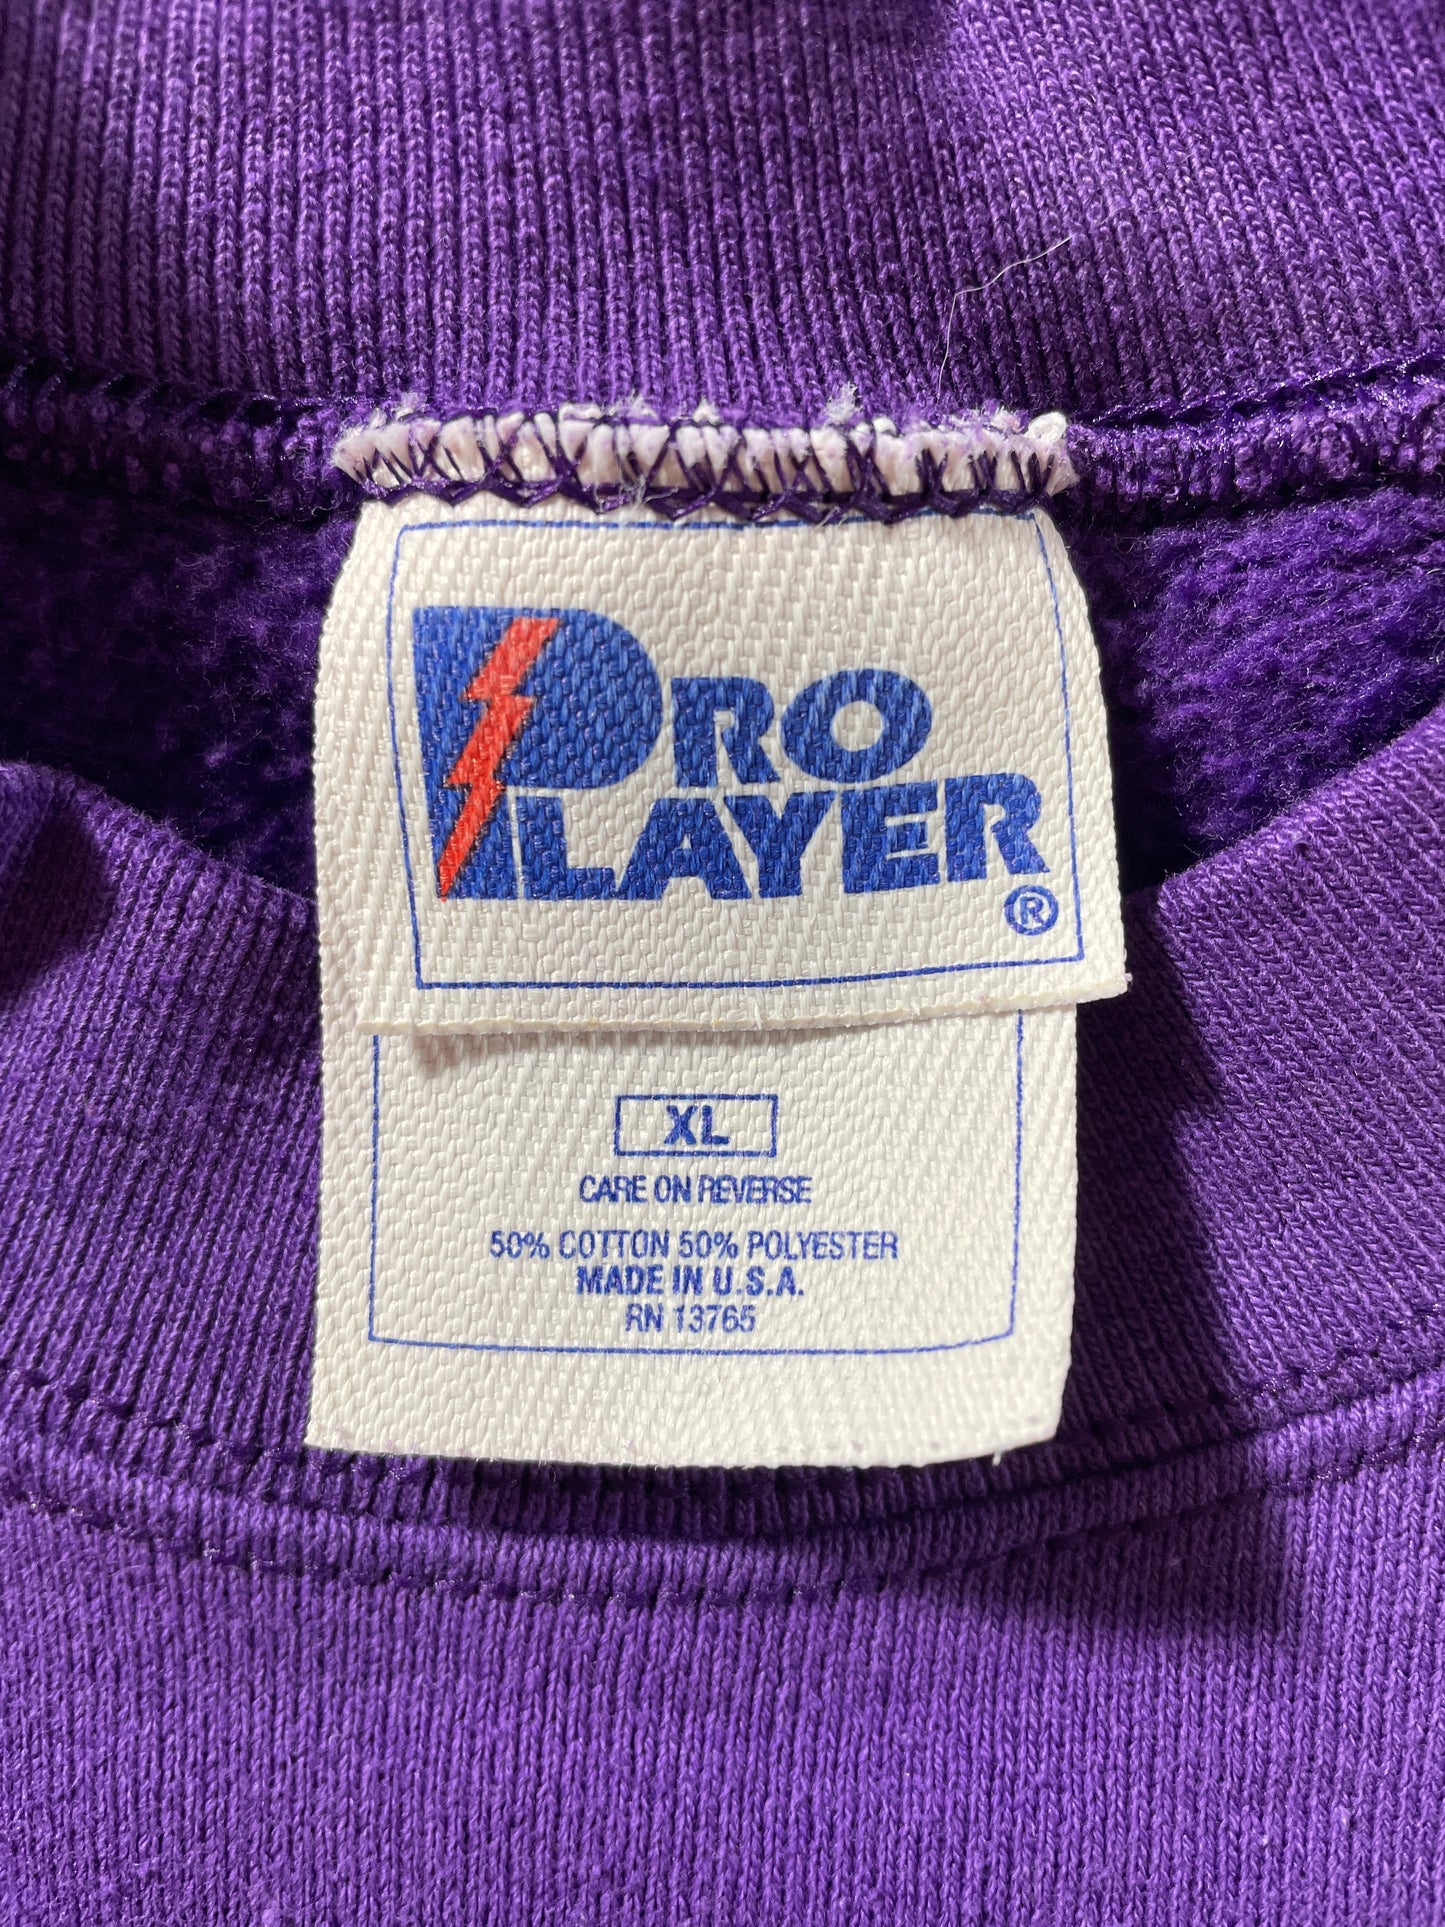 PRO
PLAYER
®
XL
CARE ON REVERSE
50% COTTON 50% POLYESTER
MADE IN U.S.A.
RN 13765